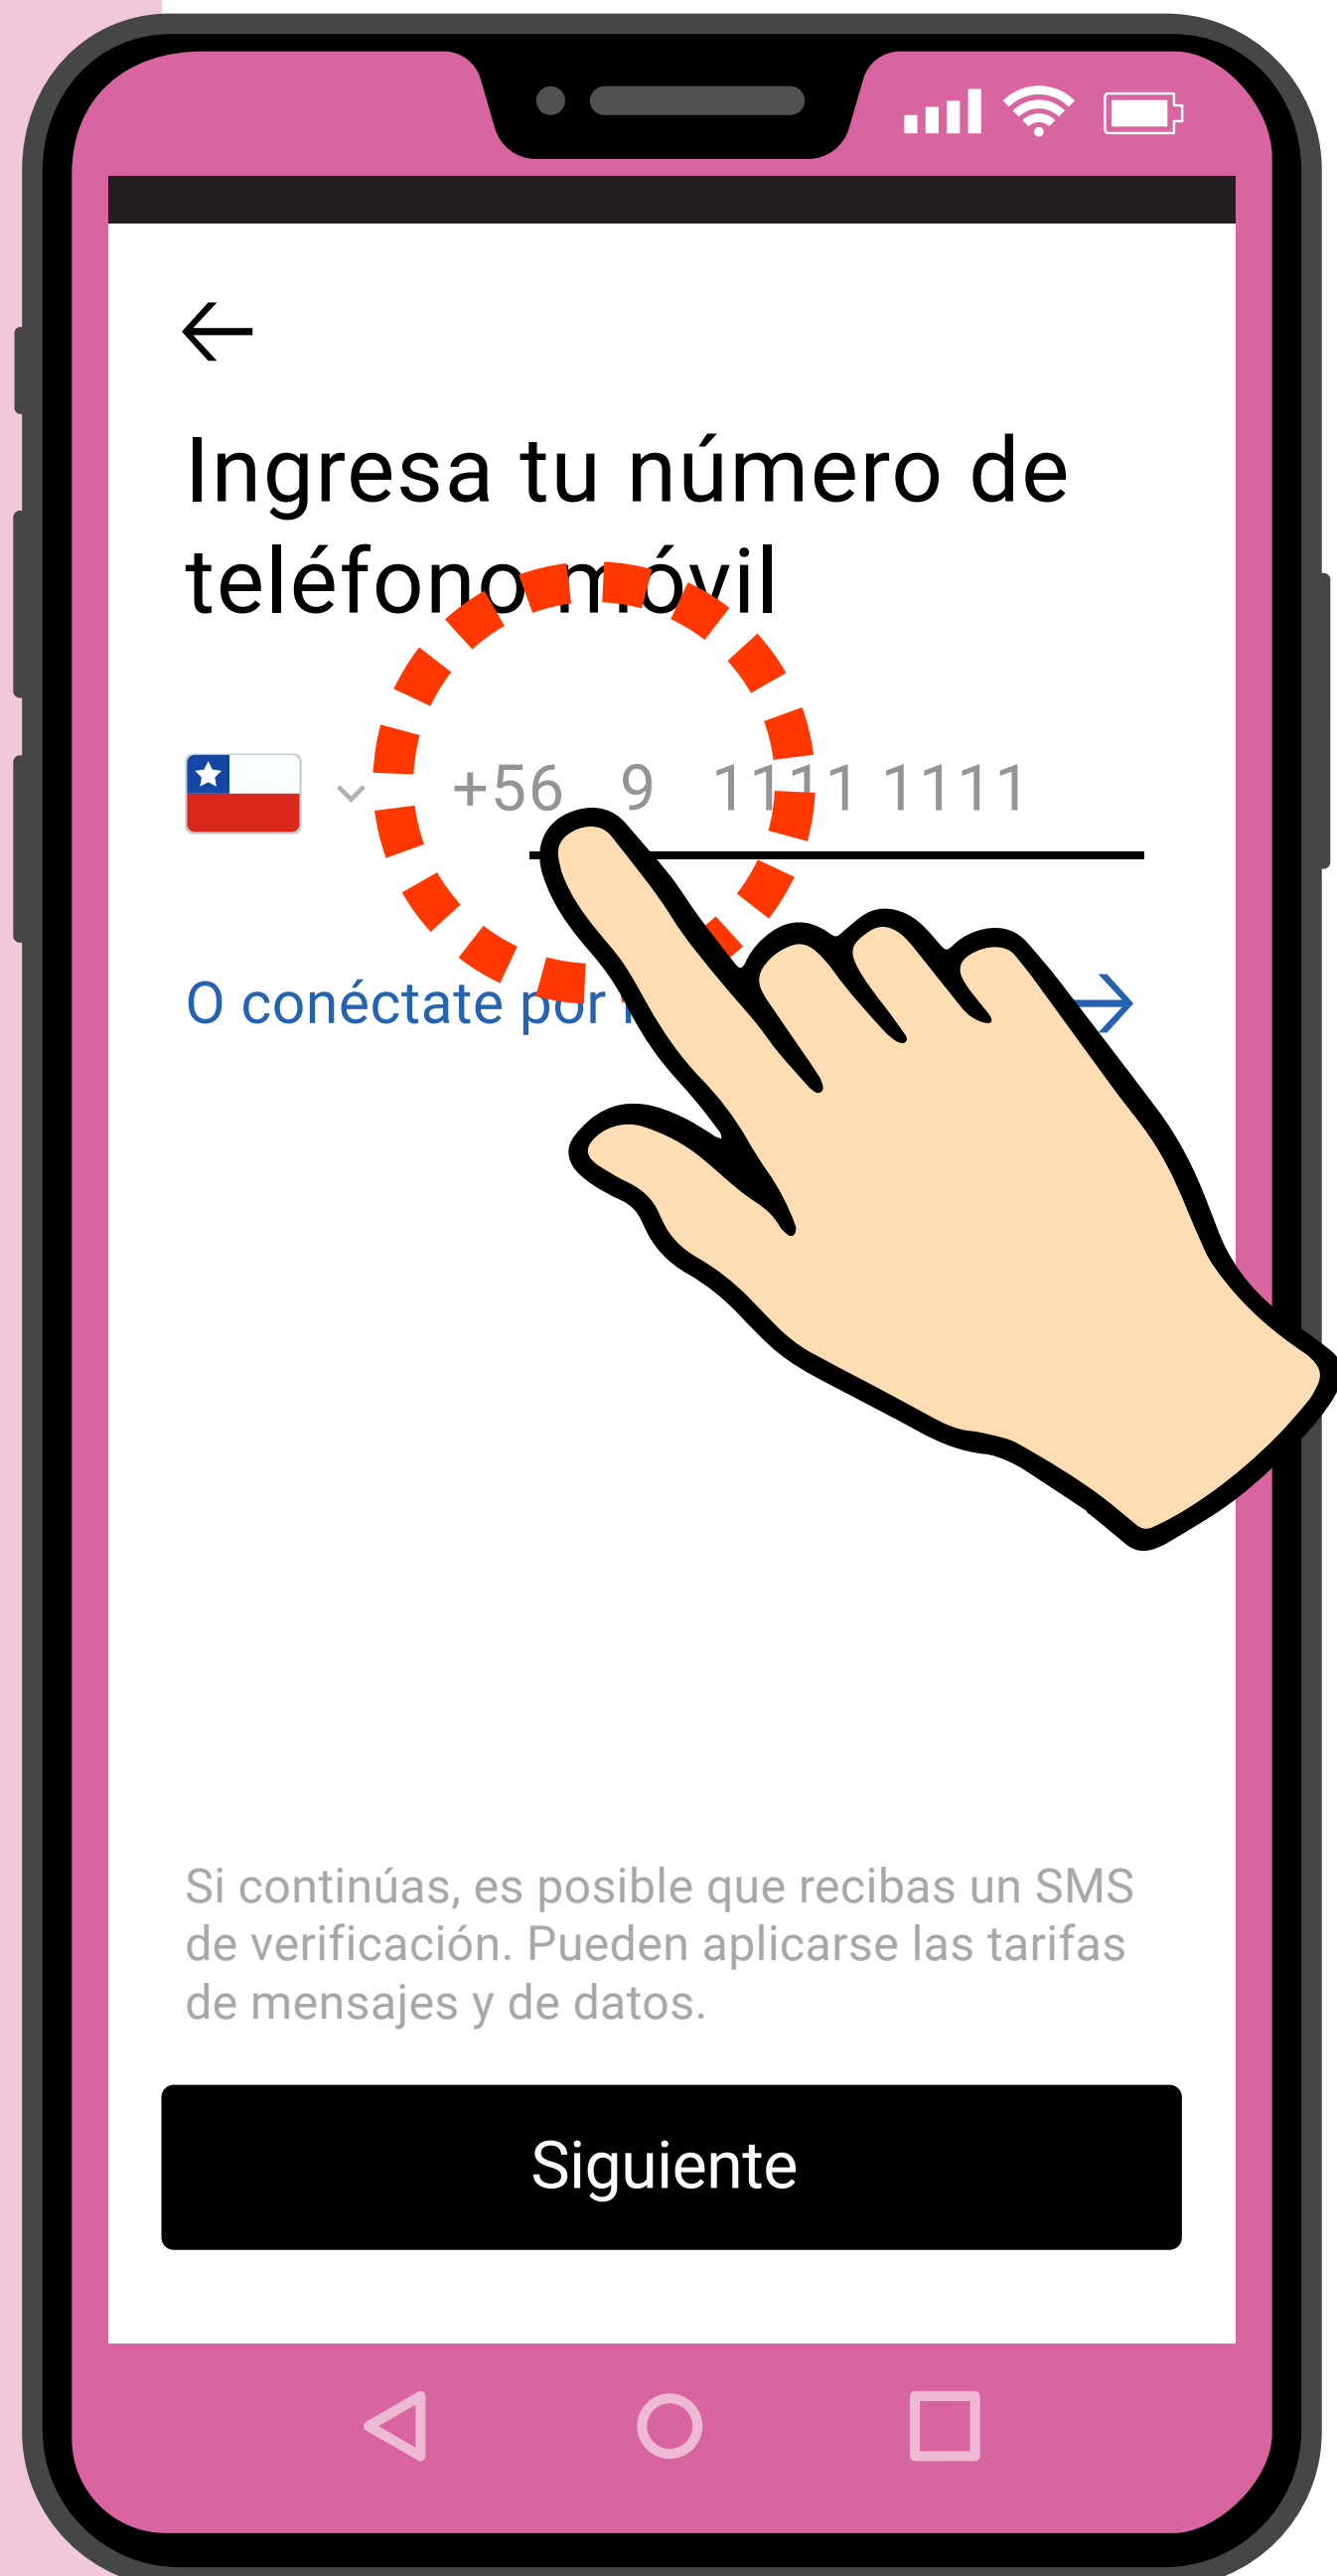 Ingresa tu número de
teléfono móvil
+56 9 1111 1111
O conéctate por
Si continúas, es posible que recibas un SMS
de verificación. Pueden aplicarse las tarifas
de mensajes y de datos.
Siguiente